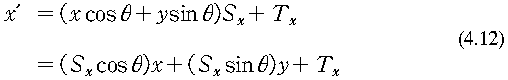 x′ = (x cos θ + y sin θ)Sₓ + Tₓ
= (Sₓ cos θ)x + (Sₓ sin θ)y + Tₓ
(4.12)